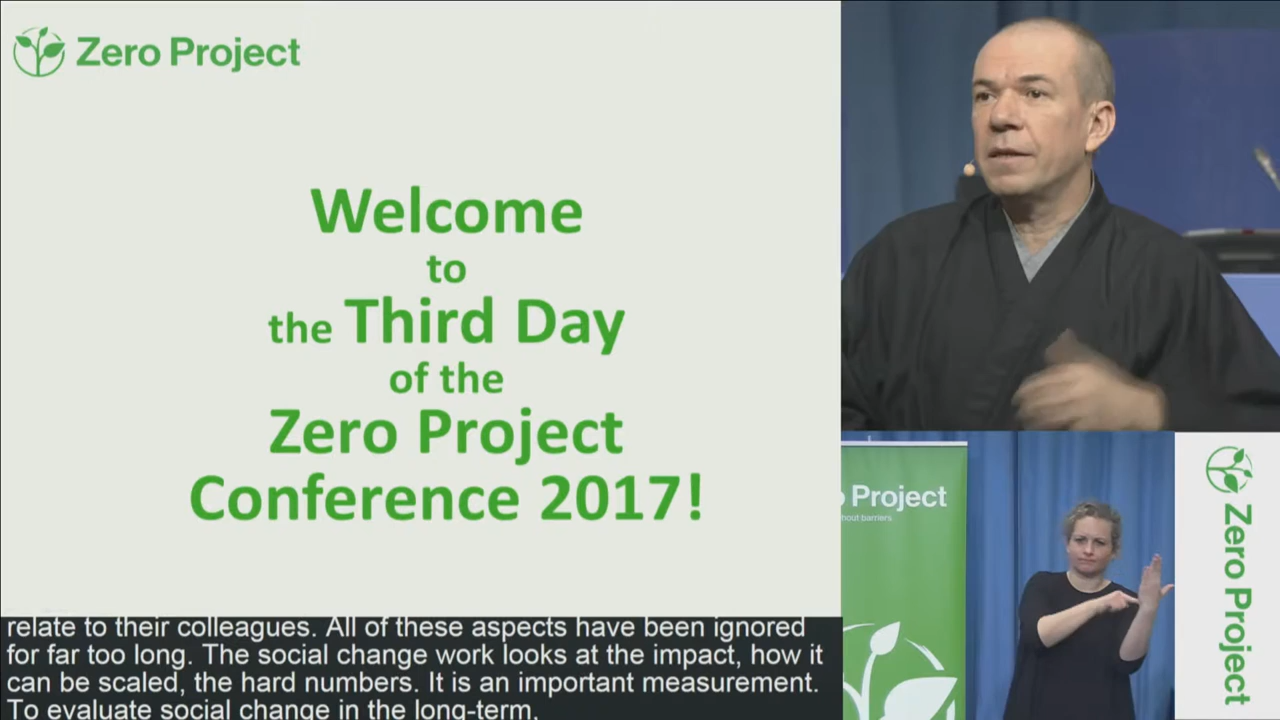 Zero Project
Welcome
to
the Third Day
of the
Zero Project
Conference 2017!
relate to their colleagues. All of these aspects have been ignored
for far too long. The social change work looks at the impact, how it
can be scaled, the hard numbers. It is an important measurement.
To evaluate social change in the long-term,
Project
hout barriers.
Zero Project